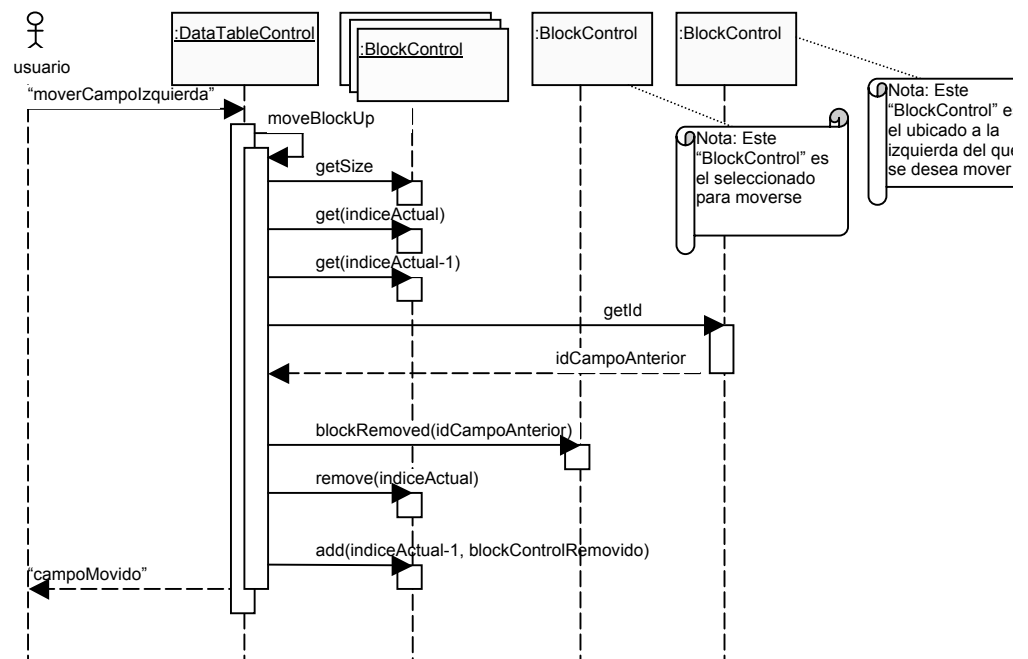 usuario
:DataTableControl
:BlockControl
:BlockControl
:BlockControl
Nota: Este
“BlockControl” es
el seleccionado
para moverse
Nota: Este
“BlockControl” e
el ubicado a la
izquierda del que
se desea mover
“moverCampoIzquierda”
moveBlockUp
getSize
get(indiceActual)
get(indiceActual-1)
getId
idCampoAnterior
blockRemoved(idCampoAnterior)
remove(indiceActual)
add(indiceActual-1, blockControlRemovido)
“campoMovido”